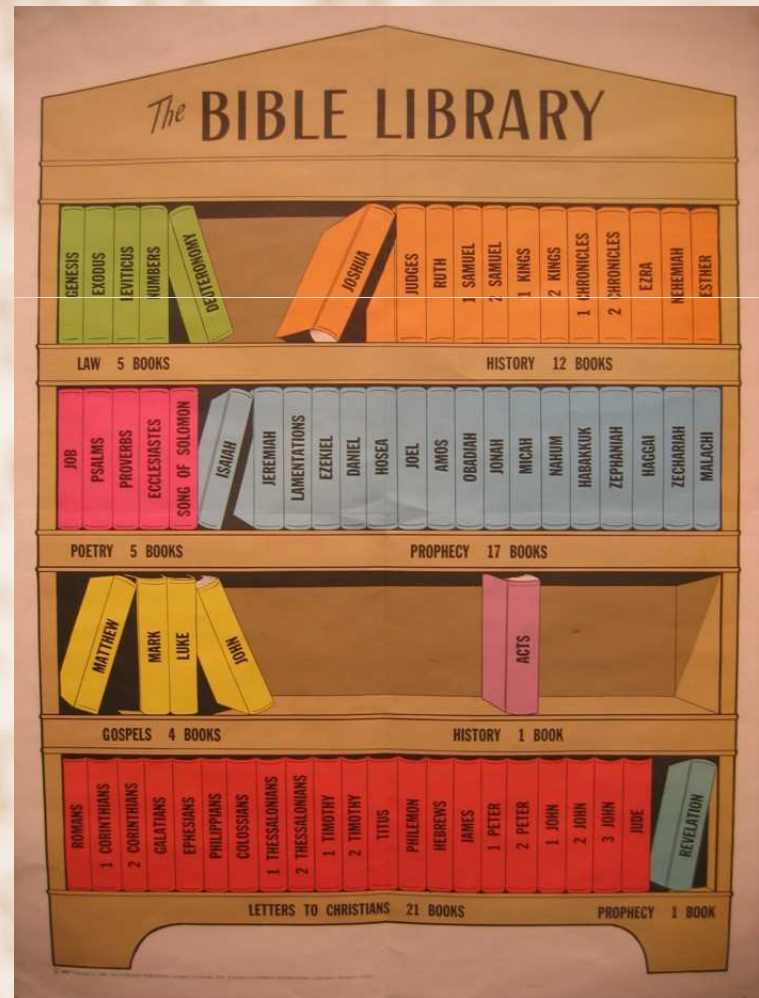 The BIBLE LIBRARY
GENESIS
EXODUS
LEVITICUS
NUMBERS
DEUTERONOMY
JOSHUA
JUDGES
RUTH
1 SAMUEL
2 SAMUEL
1 KINGS
2 KINGS
1 CHRONICLES
2 CHRONICLES
EZRA
NEHEMIAH
ESTHER
LAW 5 BOOKS
HISTORY 12 BOOKS
JOB
PSALMS
PROVERBS
ECCLESIASTES
SONG OF SOLOMON
ISAIAH
JEREMIAH
LAMENTATIONS
EZEKIEL
DANIEL
HOSEA
JOEL
AMOS
OBADIAH
JONAH
MICAH
NAHUM
HABAKKUK
ZEPHANIAH
HAGGAI
ZECHARIAH
MALACHI
POETRY 5 BOOKS
PROPHECY 17 BOOKS
MATTHEW
MARK
LUKE
JOHN
ACTS
GOSPELS 4 BOOKS
HISTORY 1 BOOK
ROMANS
1 CORINTHIANS
2 CORINTHIANS
GALATIANS
EPHESIANS
PHILIPPIANS
COLOSSIANS
1 THESSALONIANS
2 THESSALONIANS
1 TIMOTHY
2 TIMOTHY
TITUS
PHILEMON
HEBREWS
JAMES
1 PETER
2 PETER
1 JOHN
2 JOHN
3 JOHN
JUDE
REVELATION
LETTERS TO CHRISTIANS 21 BOOKS
PROPHECY 1 BOOK